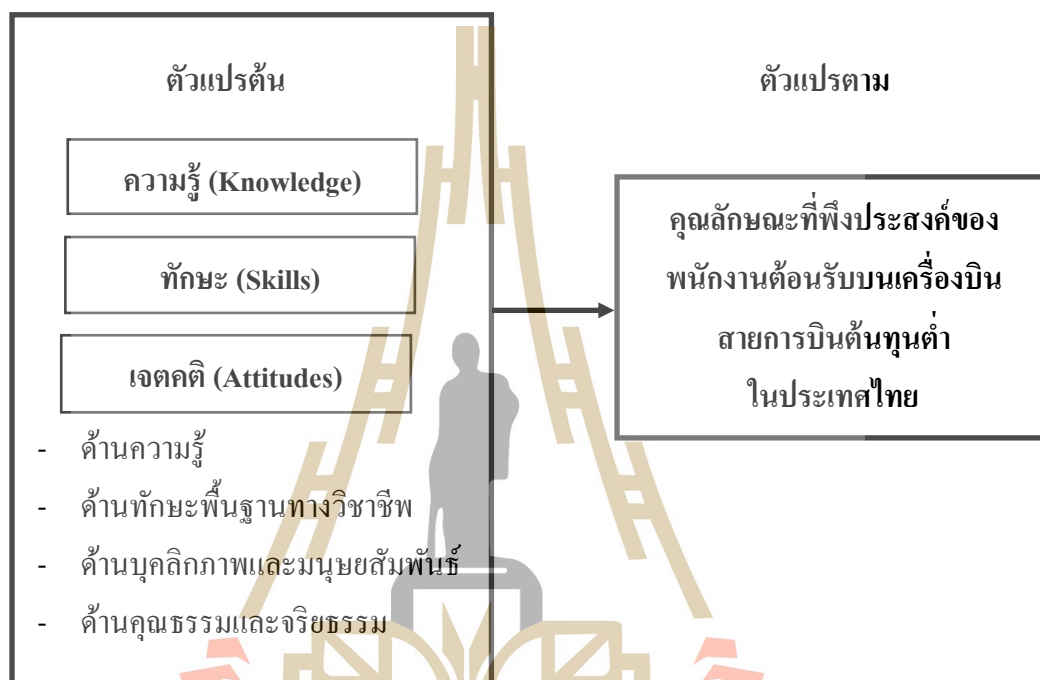 ตัวแปรต้น
ความรู้ (Knowledge)
ทักษะ (Skills)
เจตคติ (Attitudes)
- ด้านความรู้
- ด้านทักษะพื้นฐานทางวิชาชีพ
- ด้านบุคลิกภาพและมนุษยสัมพันธ์
- ด้านคุณธรรมและจริยธรรม
ตัวแปรตาม
คุณลักษณะที่พึงประสงค์ของ
พนักงานต้อนรับบนเครื่องบิน
สายการบินต้นทุนต่ำ
ในประเทศไทย